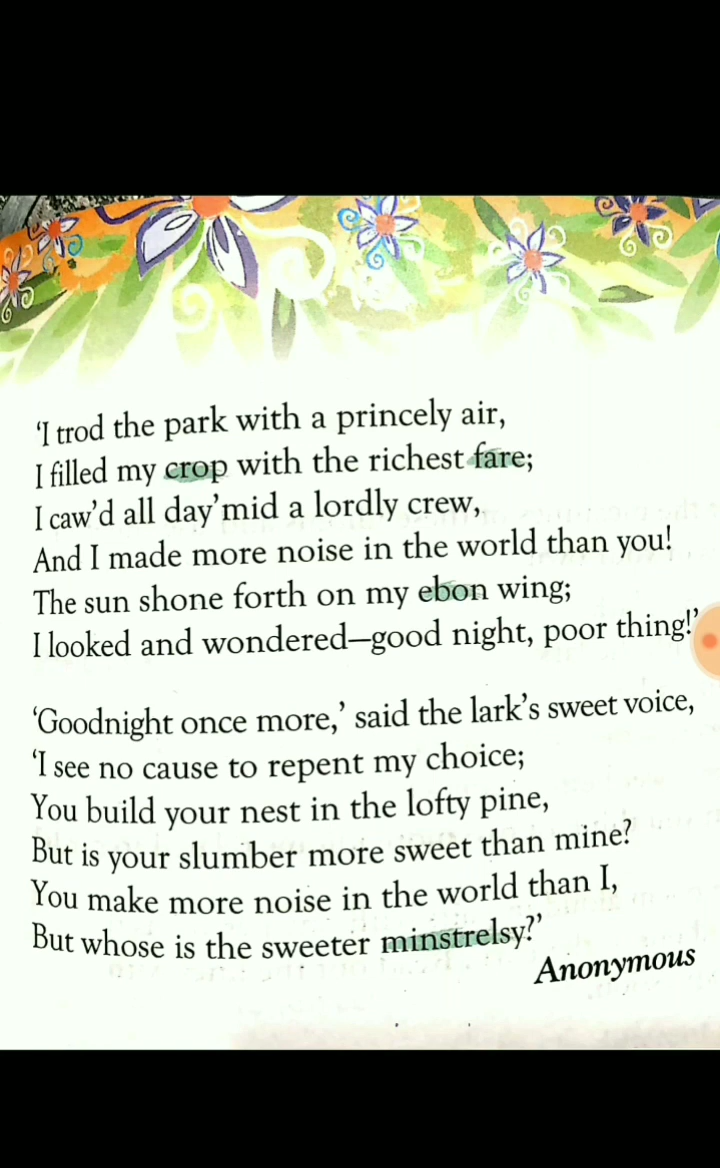 ‘I trod the park with a princely air,
I filled my crop with the richest fare;
I caw’d all day’mid a lordly crew,
And I made more noise in the world than you!
The sun shone forth on my ebon wing;
I looked and wondered—good night, poor thing!’
‘Goodnight once more,’ said the lark’s sweet voice,
‘I see no cause to repent my choice;
You build your nest in the lofty pine,
But is your slumber more sweet than mine?
You make more noise in the world than I,
But whose is the sweeter minstrelsy?’
Anonymous